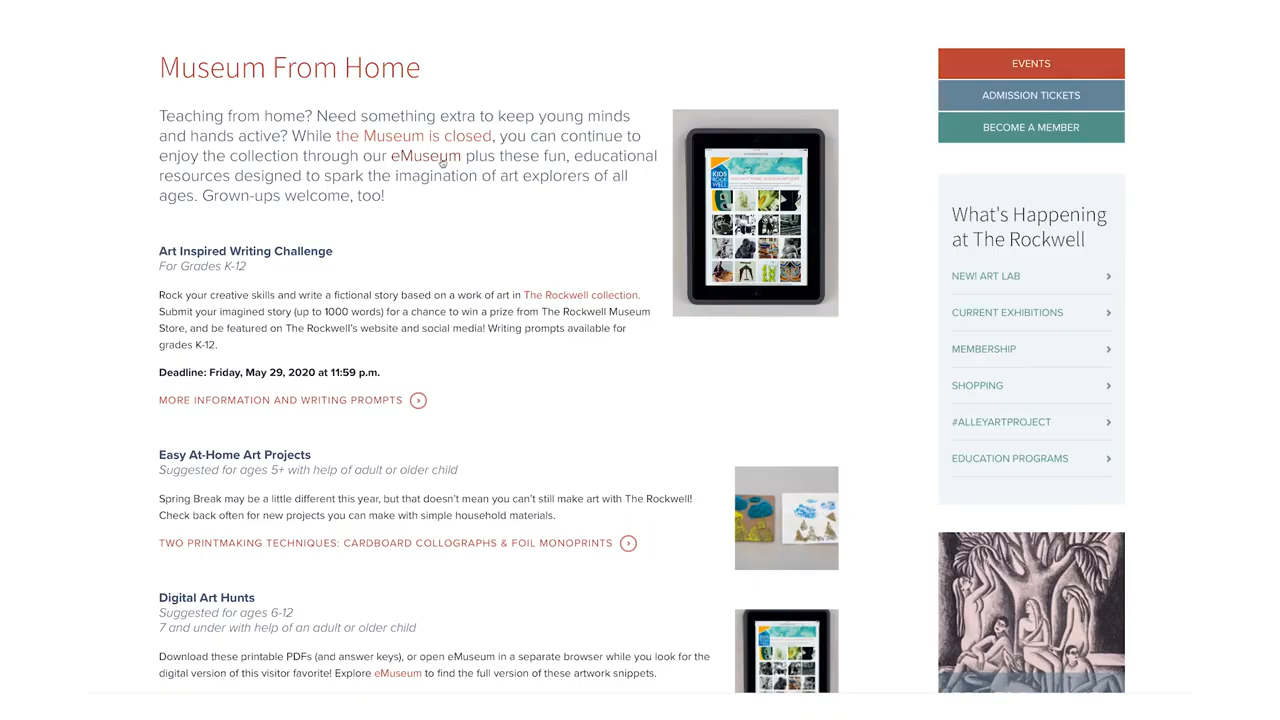 Museum From Home
Teaching from home? Need something extra to keep young minds
and hands active? While the Museum is closed, you can continue to
enjoy the collection through our eMuseum plus these fun, educational
resources designed to spark the imagination of art explorers of all
ages. Grown-ups welcome, too!
Art Inspired Writing Challenge
For Grades K-12
Rock your creative skills and write a fictional story based on a work of art in The Rockwell collection.
Submit your imagined story (up to 1000 words) for a chance to win a prize from The Rockwell Museum
Store, and be featured on The Rockwell's website and social media! Writing prompts available for
grades K-12.
Deadline: Friday, May 29, 2020 at 11:59 p.m.
MORE INFORMATION AND WRITING PROMPTS
Easy At-Home Art Projects
Suggested for ages 5+ with help of adult or older child
Spring Break may be a little different this year, but that doesn't mean you can't still make art with The Rockwell!
Check back often for new projects you can make with simple household materials.
TWO PRINTMAKING TECHNIQUES: CARDBOARD COLLOGRAPHS & FOIL MONOPRINTS
Digital Art Hunts
Suggested for ages 6-12
7 and under with help of an adult or older child
Download these printable PDFs (and answer keys), or open eMuseum in a separate browser while you look for the
digital version of this visitor favorite! Explore eMuseum to find the full version of these artwork snippets.
KIDS
ROCK
WELL
EVENTS
ADMISSION TICKETS
BECOME A MEMBER
What's Happening
at The Rockwell
NEW! ART LAB
CURRENT EXHIBITIONS
MEMBERSHIP
SHOPPING
#ALLEYARTPROJECT
EDUCATION PROGRAMS